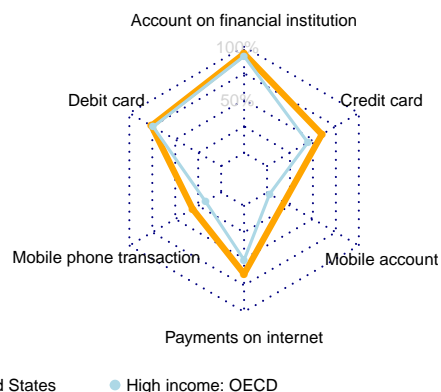 Account on financial institution
100%
Debit card
50%
Credit card
Mobile phone transaction
Mobile account
Payments on internet
d States
High income: OECD